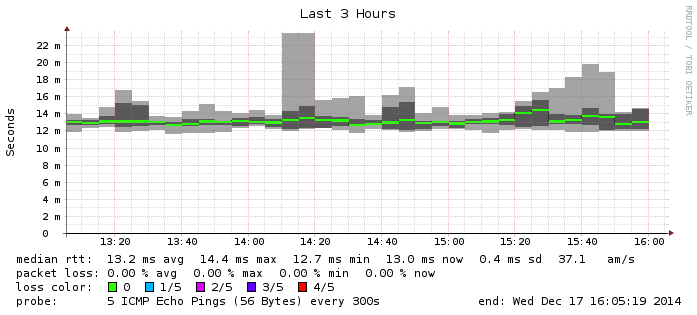 Last 3 Hours
RRDTOOL / TOBI OETIKER
Seconds
22 m
20 m
18 m
16 m
14 m
12 m
10 m
8 m
6 m
4 m
2 m
0
13:20 13:40 14:00 14:20 14:40 15:00 15:20 15:40 16:00
median rtt: 13.2 ms avg 14.4 ms max 12.7 ms min 13.0 ms now 0.4 ms sd 37.1 am/s
packet loss: 0.00 % avg 0.00 % max 0.00 % min 0.00 % now
loss color: 0 1/5 2/5 3/5 4/5
probe: 5 ICMP Echo Pings (56 Bytes) every 300s end: Wed Dec 17 16:05:19 2014